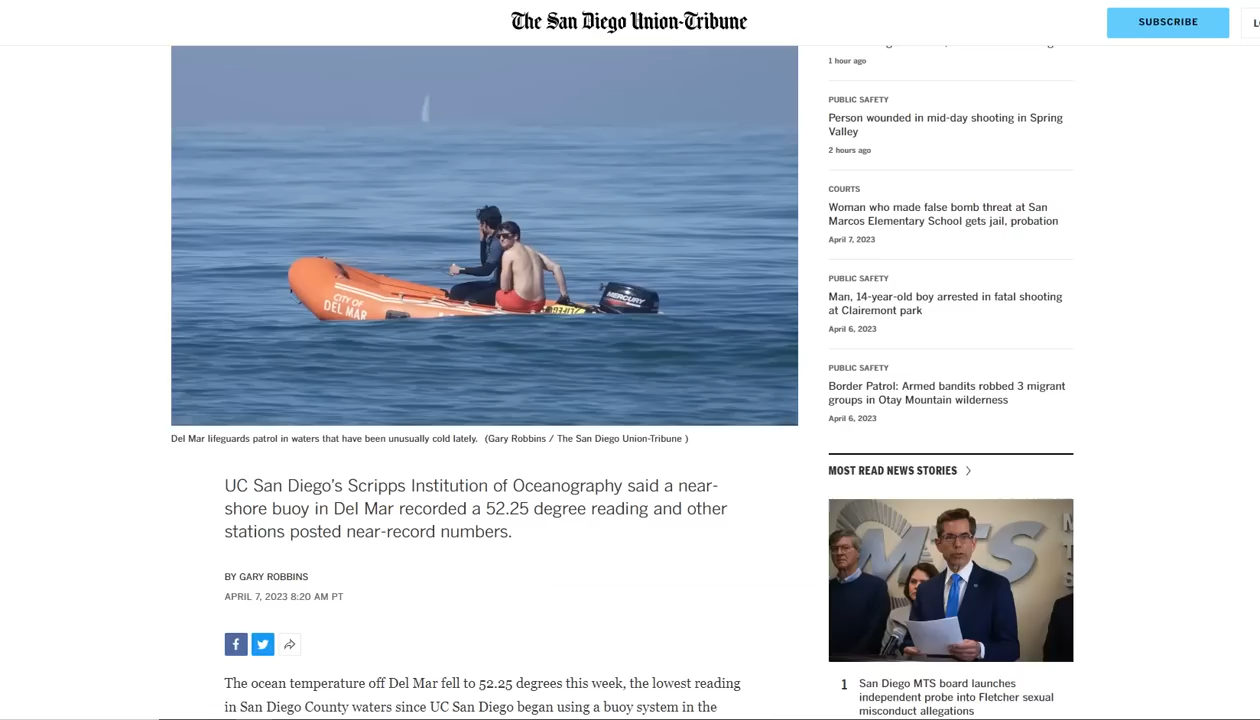 The San Diego Union-Tribune
SUBSCRIBE
CITY OF
DEL MAR
MERCURY
Del Mar lifeguards patrol in waters that have been unusually cold lately. (Gary Robbins / The San Diego Union-Tribune )
UC San Diego's Scripps Institution of Oceanography said a near-
shore buoy in Del Mar recorded a 52.25 degree reading and other
stations posted near-record numbers.
BY GARY ROBBINS
APRIL 7, 2023 8:20 AM PT
The ocean temperature off Del Mar fell to 52.25 degrees this week, the lowest reading
in San Diego County waters since UC San Diego began using a buoy system in the
1 hour ago
PUBLIC SAFETY
Person wounded in mid-day shooting in Spring
Valley
2 hours ago
COURTS
Woman who made false bomb threat at San
Marcos Elementary School gets jail, probation
April 7, 2023
PUBLIC SAFETY
Man, 14-year-old boy arrested in fatal shooting
at Clairemont park
April 6, 2023
PUBLIC SAFETY
Border Patrol: Armed bandits robbed 3 migrant
groups in Otay Mountain wilderness
April 6, 2023
MOST READ NEWS STORIES
MTS
1 San Diego MTS board launches
independent probe into Fletcher sexual
misconduct allegations